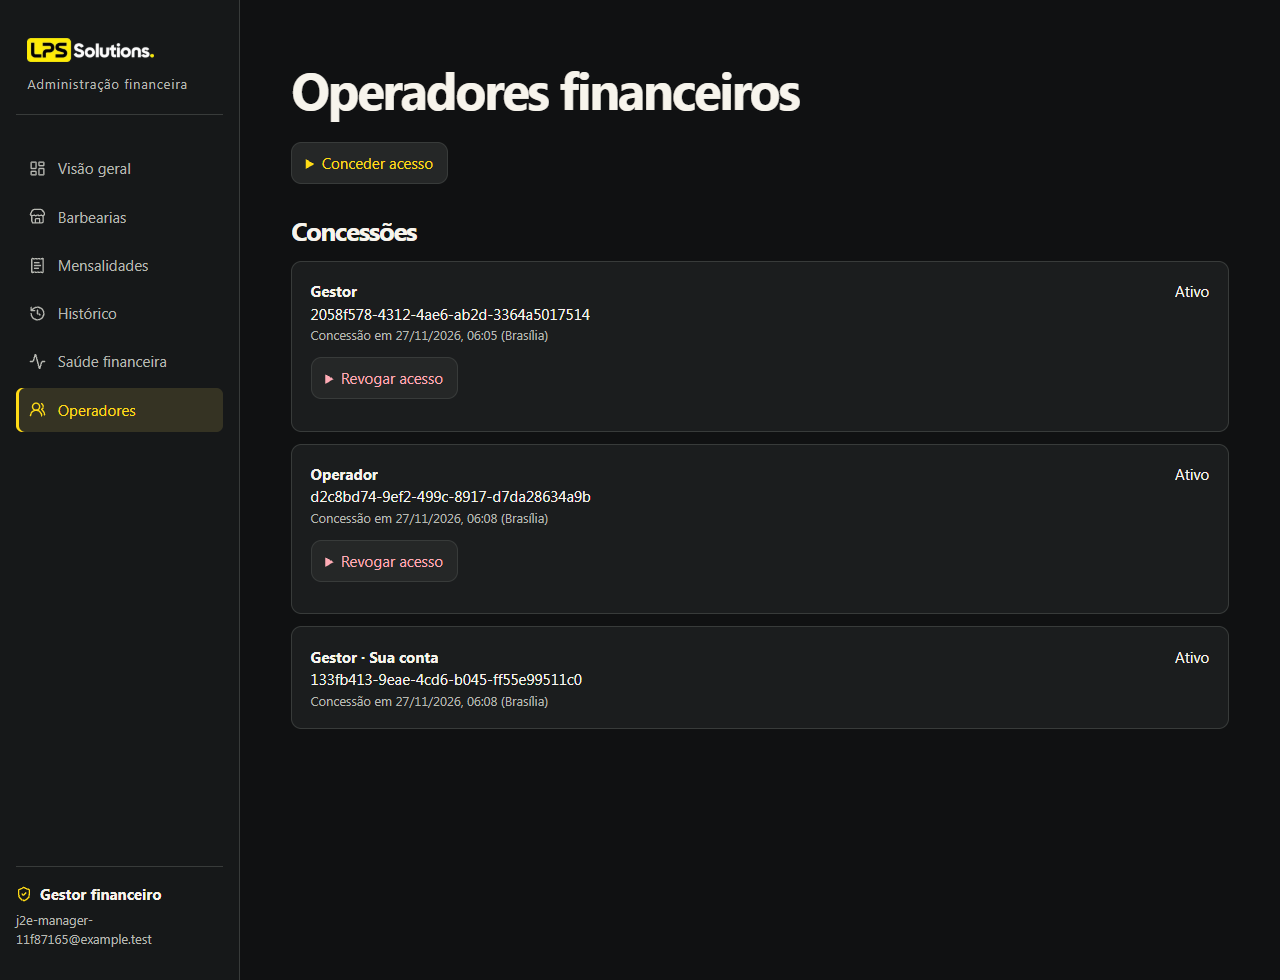 LPS Solutions.
Administração financeira
Visão geral
Barbearias
Mensalidades
Histórico
Saúde financeira
Operadores
Gestor financeiro
j2e-manager-
11f87165@example.test
Operadores financeiros
Conceder acesso
Concessões
Gestor
Ativo
2058f578-4312-4ae6-ab2d-3364a5017514
Concessão em 27/11/2026, 06:05 (Brasília)
Revogar acesso
Operador
Ativo
d2c8bd74-9ef2-499c-8917-d7da28634a9b
Concessão em 27/11/2026, 06:08 (Brasília)
Revogar acesso
Gestor · Sua conta
Ativo
133fb413-9eae-4cd6-b045-ff55e99511c0
Concessão em 27/11/2026, 06:08 (Brasília)